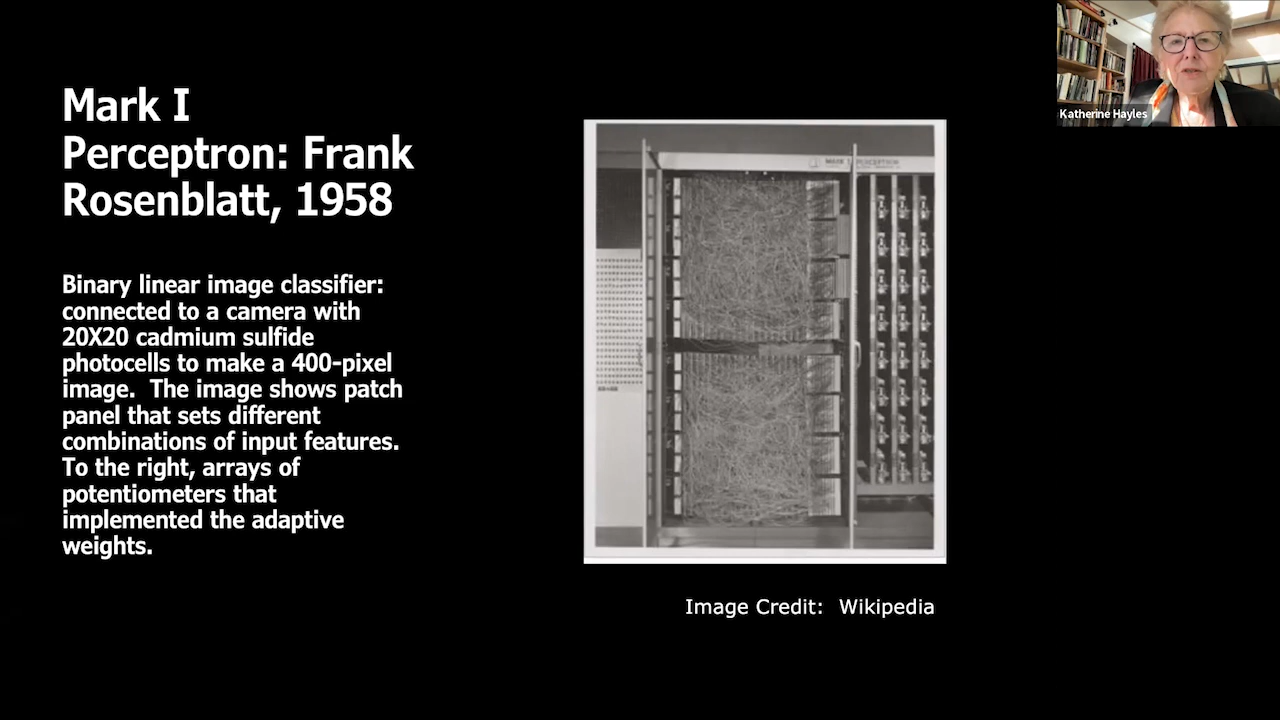 Mark I
Perceptron: Frank
Rosenblatt, 1958
Binary linear image classifier:
connected to a camera with
20X20 cadmium sulfide
photocells to make a 400-pixel
image.  The image shows patch
panel that sets different
combinations of input features.
To the right, arrays of
potentiometers that
implemented the adaptive
weights.
MARK I PERCEPTRON
Image Credit:  Wikipedia
Katherine Hayles